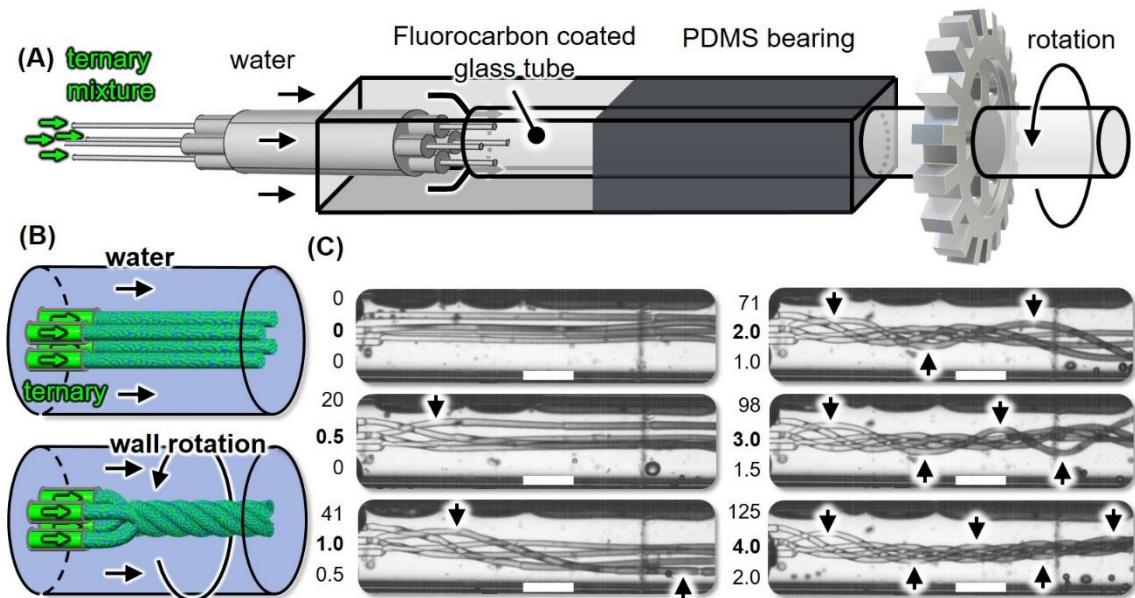 (A)
ternary
mixture
water
Fluorocarbon coated
glass tube
PDMS bearing
rotation
(B)
water
ternary
wall rotation
(C)
0
0
0
20
0.5
0
41
1.0
0.5
71
2.0
1.0
98
3.0
1.5
125
4.0
2.0